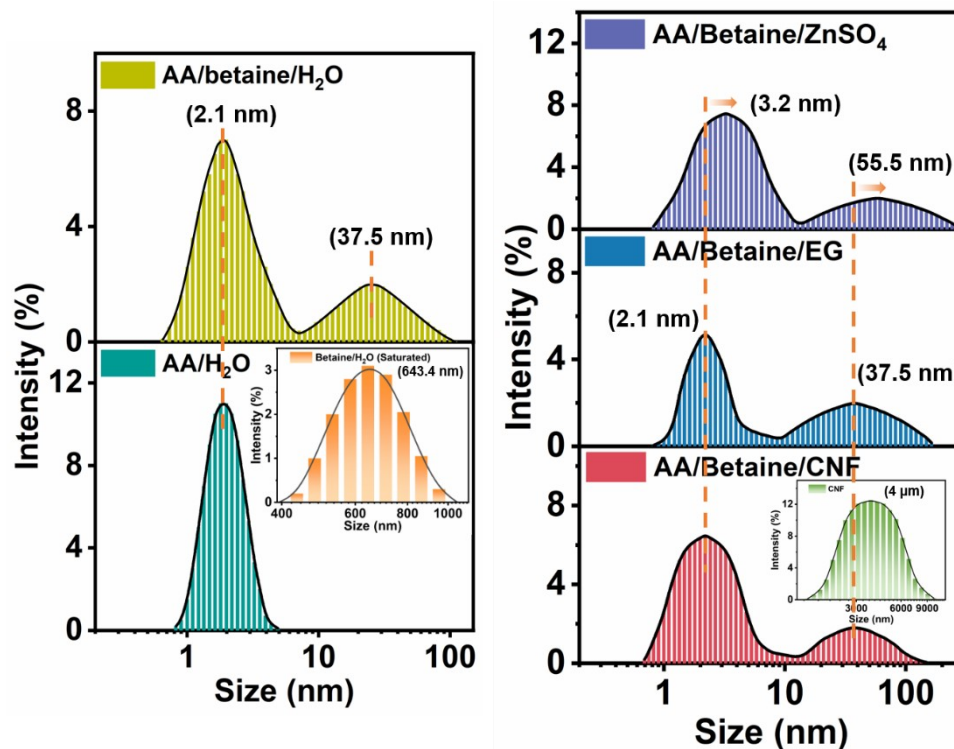 AA/betaine/H₂O
(2.1 nm)
(37.5 nm)
8
4
0
Intensity (%)
AA/H₂O
12
8
4
0
Betaine/H₂O (Saturated)
(643.4 nm)
Intensity (%)
3
2
1
0
400 600 800 1000
Size (nm)
1 10 100
Size (nm)
AA/Betaine/ZnSO₄
(3.2 nm)
(55.5 nm)
12
8
4
0
Intensity (%)
AA/Betaine/EG
(2.1 nm)
(37.5 nm)
8
4
0
Intensity (%)
AA/Betaine/CNF
8
4
0
CNF
(4 μm)
Intensity (%)
12
8
4
0
3000 6000 9000
Size (nm)
1 10 100
Size (nm)